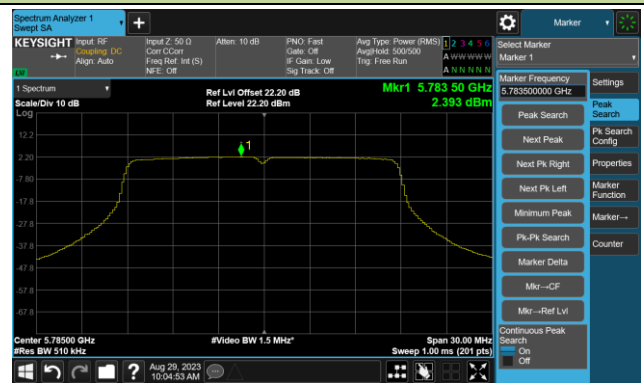 Spectrum Analyzer 1
Swept SA
Marker
KEYSIGHT
Input: RF
Coupling: DC
Align: Auto
Input Z: 50 Ω
Corr CCorr
Freq Ref: Int (S)
NFE: Off
Atten: 10 dB
PNO: Fast
Gate: Off
IF Gain: Low
Sig Track: Off
Avg Type: Power (RMS)
Avg|Hold: 500/500
Trig: Free Run
1 2 3 4 5 6
A W W W W W
A N N N N N
LV
Select Marker
Marker 1
1 Spectrum
Scale/Div 10 dB
Log
Ref Lvl Offset 22.20 dB
Ref Level 22.20 dBm
Mkr1 5.783 50 GHz
2.393 dBm
Marker Frequency
5.783500000 GHz
Peak Search
Next Peak
Next Pk Right
Next Pk Left
Minimum Peak
Pk-Pk Search
Marker Delta
Mkr→CF
Mkr→Ref Lvl
Continuous Peak
Search
On
Off
Settings
Peak
Search
Pk Search
Config
Properties
Marker
Function
Marker→
Counter
12.2
2.20
-7.80
-17.8
-27.8
-37.8
-47.8
-57.8
-67.8
1
Center 5.78500 GHz
#Res BW 510 kHz
#Video BW 1.5 MHz*
Span 30.00 MHz
Sweep 1.00 ms (201 pts)
?
Aug 29, 2023
10:04:53 AM